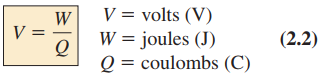 V = W/Q
V = volts (V)
W = joules (J)
Q = coulombs (C)
(2.2)